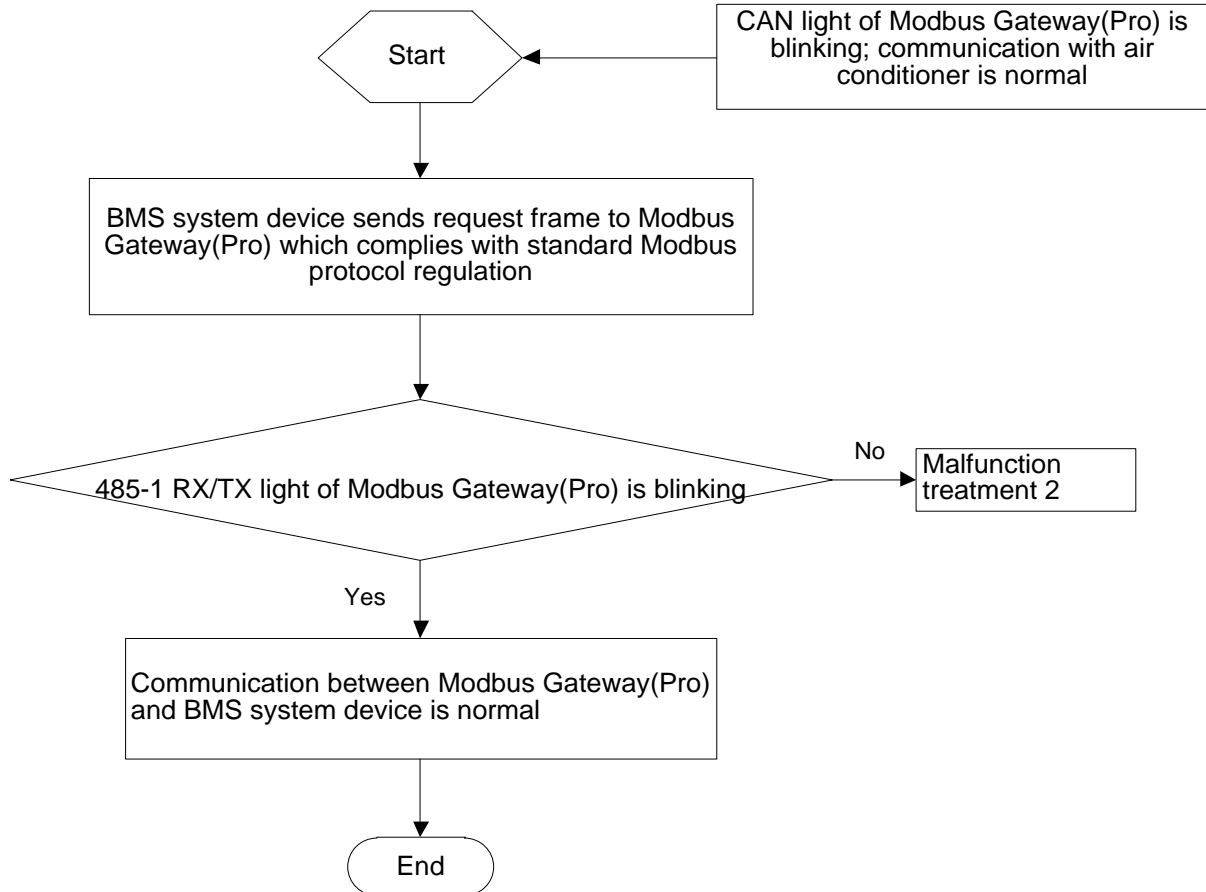 CAN light of Modbus Gateway(Pro) is
blinking; communication with air
conditioner is normal
Start
BMS system device sends request frame to Modbus
Gateway(Pro) which complies with standard Modbus
protocol regulation
485-1 RX/TX light of Modbus Gateway(Pro) is blinking
No
Malfunction
treatment 2
Yes
Communication between Modbus Gateway(Pro)
and BMS system device is normal
End